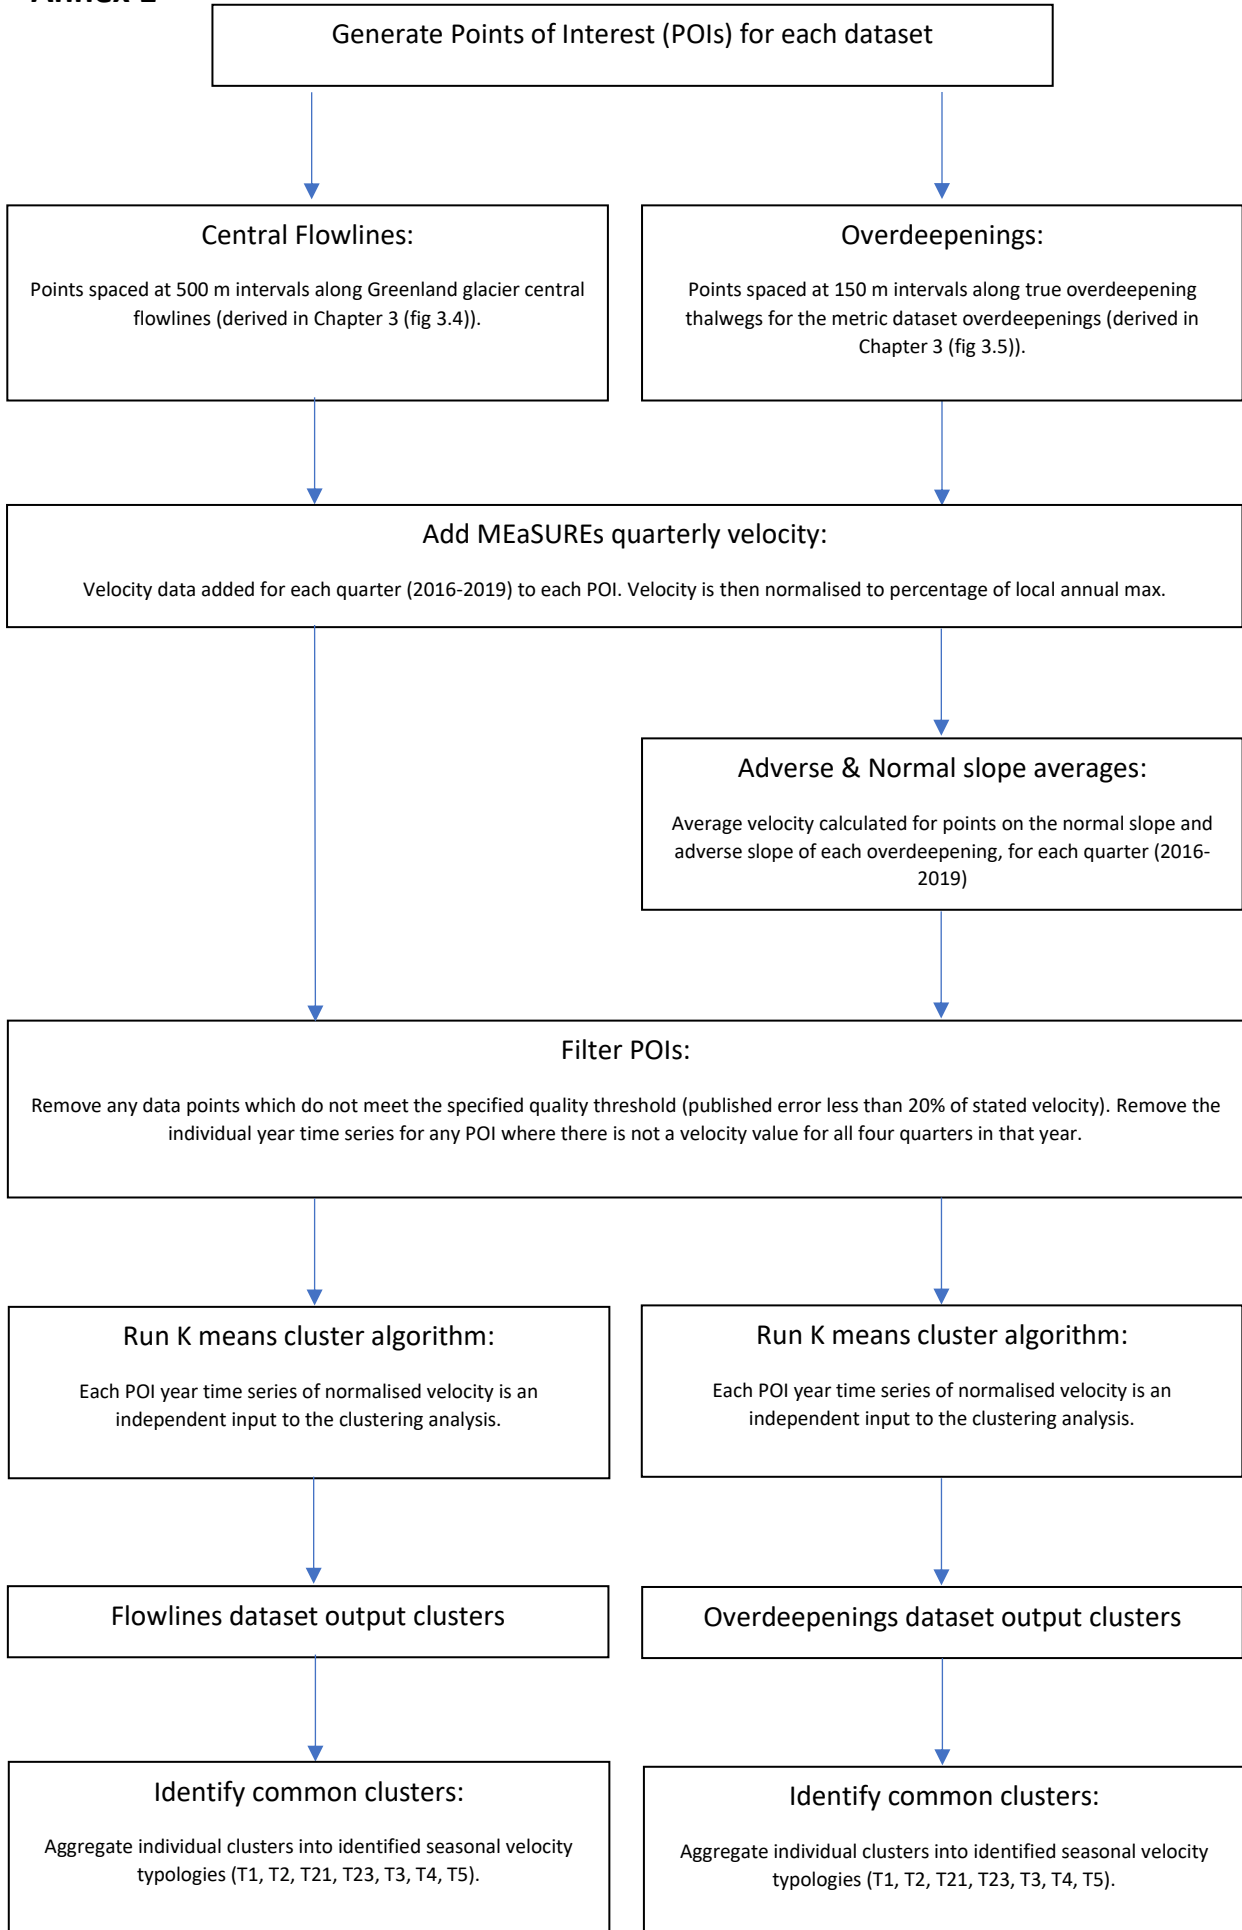 Generate Points of Interest (POIs) for each dataset
Central Flowlines:
Points spaced at 500 m intervals along Greenland glacier central
flowlines (derived in Chapter 3 (fig 3.4)).
Overdeepenings:
Points spaced at 150 m intervals along true overdeepening
thalwegs for the metric dataset overdeepenings (derived in
Chapter 3 (fig 3.5)).
Add MEaSUREs quarterly velocity:
Velocity data added for each quarter (2016-2019) to each POI. Velocity is then normalised to percentage of local annual max.
Adverse & Normal slope averages:
Average velocity calculated for points on the normal slope and
adverse slope of each overdeepening, for each quarter (2016-
2019)
Filter POIs:
Remove any data points which do not meet the specified quality threshold (published error less than 20% of stated velocity). Remove the
individual year time series for any POI where there is not a velocity value for all four quarters in that year.
Run K means cluster algorithm:
Each POI year time series of normalised velocity is an
independent input to the clustering analysis.
Run K means cluster algorithm:
Each POI year time series of normalised velocity is an
independent input to the clustering analysis.
Flowlines dataset output clusters
Overdeepenings dataset output clusters
Identify common clusters:
Aggregate individual clusters into identified seasonal velocity
typologies (T1, T2, T21, T23, T3, T4, T5).
Identify common clusters:
Aggregate individual clusters into identified seasonal velocity
typologies (T1, T2, T21, T23, T3, T4, T5).